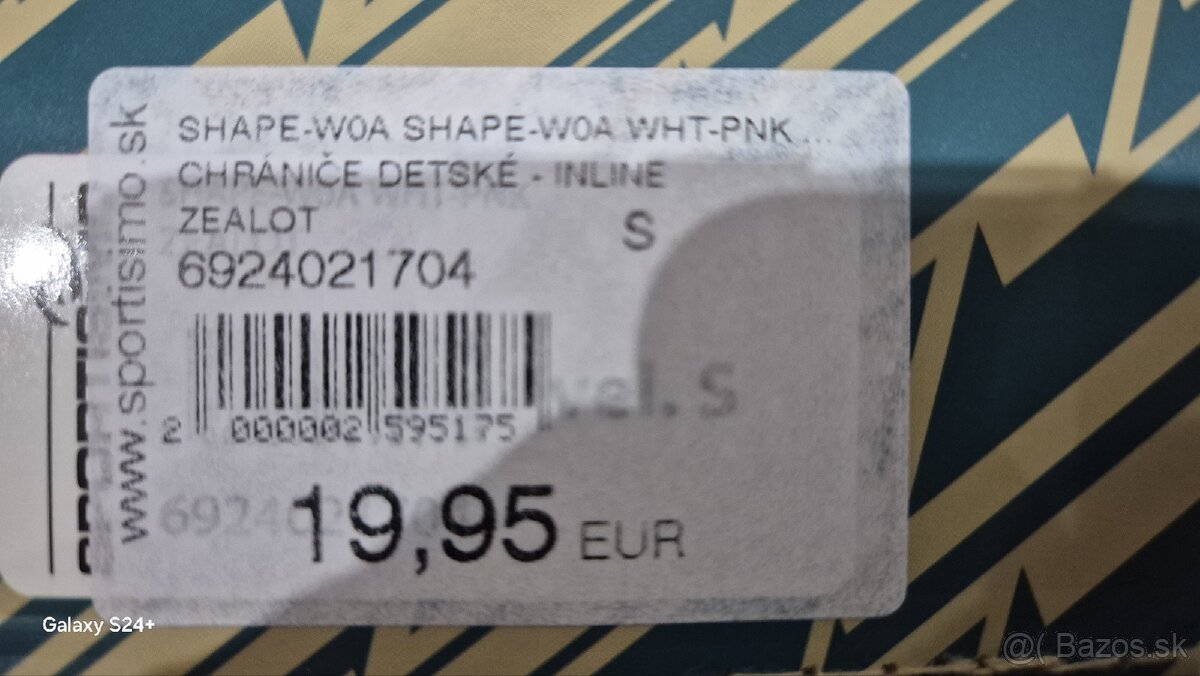 www.sportisimo.sk
SHAPE-W0A SHAPE-W0A WHT-PNK ...
CHRÁNIČE DETSKÉ - INLINE
ZEALOT
S
6924021704
2 000002 595175
vel. S
19,95 EUR
Galaxy S24+
@( Bazos.sk